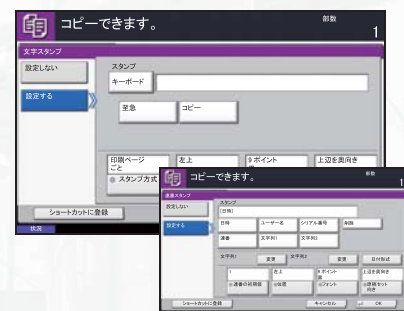 コピーできます。
部数
1
文字スタンプ
設定しない
設定する
スタンプ
キーボード
至急
コピー
印刷ページ
ごと
左上
9 ポイント
上辺を奥向き
スタンプ方式
ショートカットに登録
状況
コピーできます。
部数
1
設定しない
設定する
スタンプ
[日時]
日時
ユーザー名
シリアル番号
削除
連番
文字列1
文字列2
文字列1
変更
文字列2
変更
日付形式
1
左上
9 ポイント
上辺を奥向き
連番の初期値
位置
フォント
原稿セット
向き
ショートカットに登録
キャンセル
OK